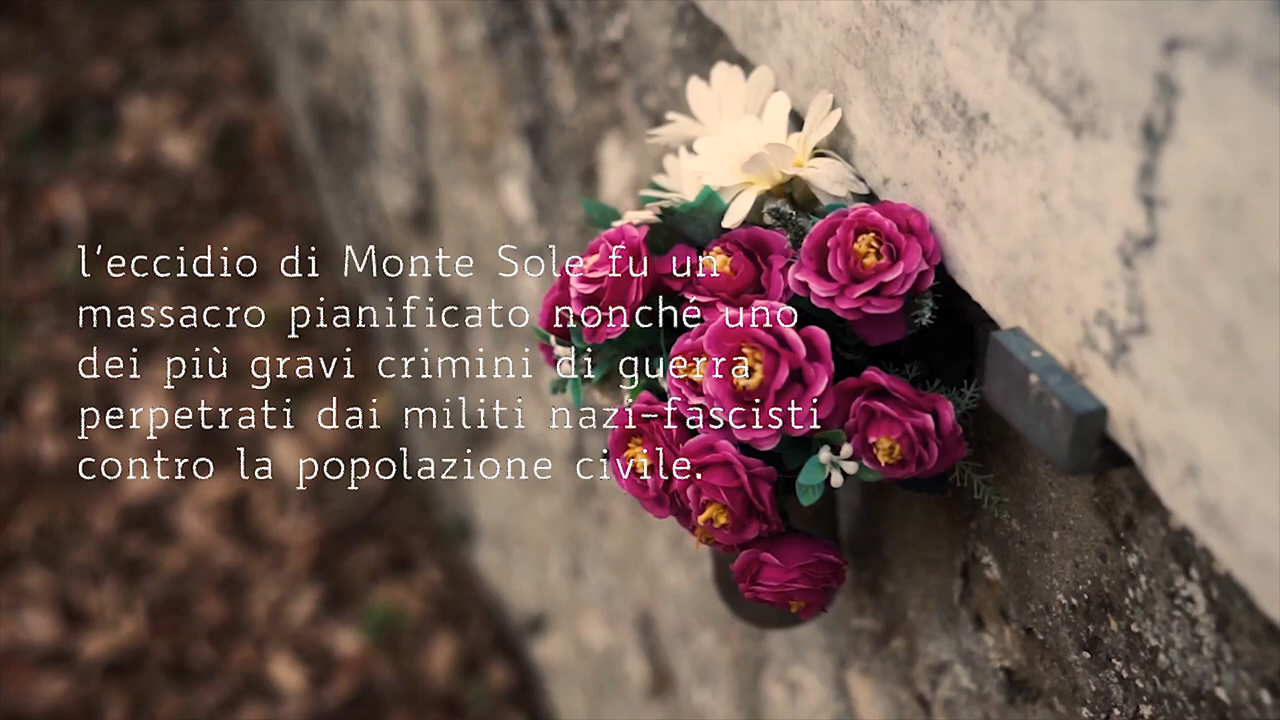 l'eccidio di Monte Sole fu un
massacro pianificato nonché uno
dei più gravi crimini di guerra
perpetrati dai militi nazi-fascisti
contro la popolazione civile.